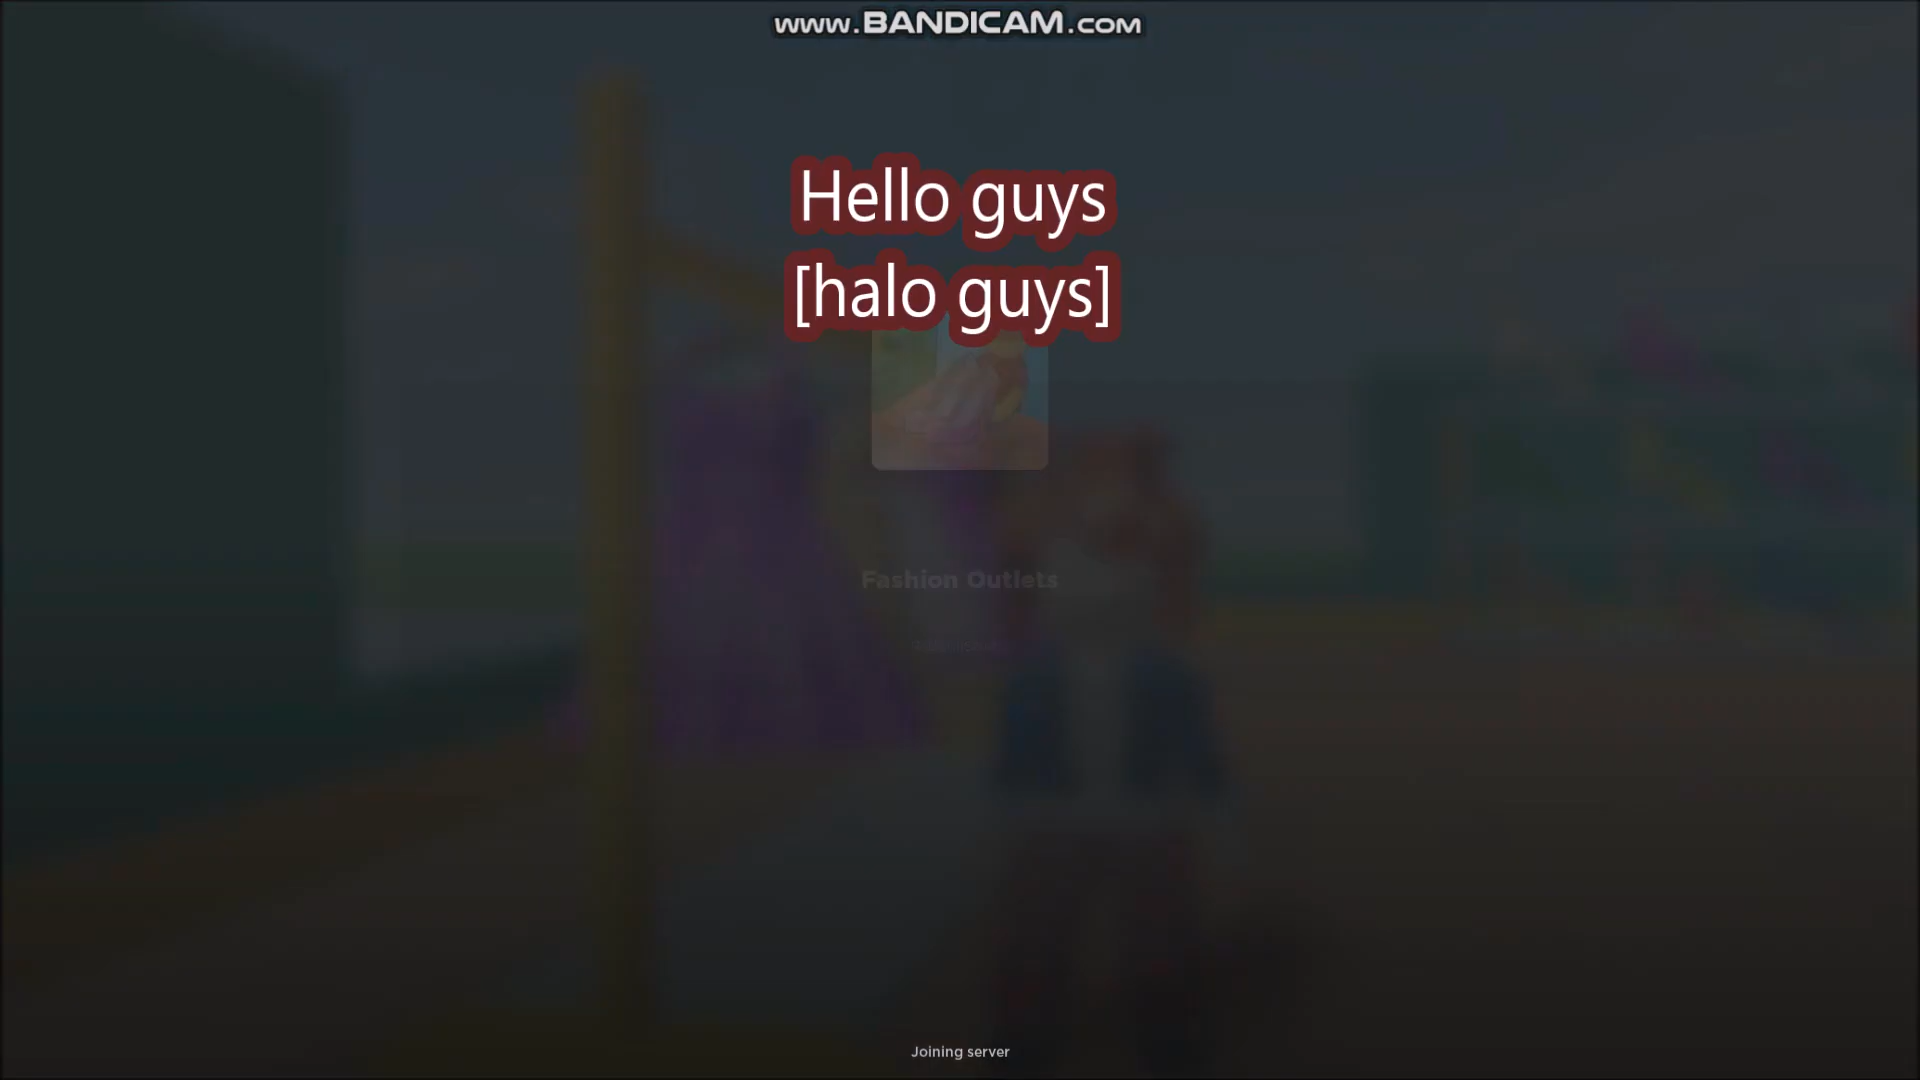 www.BANDICAM.com
Hello guys
[halo guys]
Fashion Outlets
Joining server